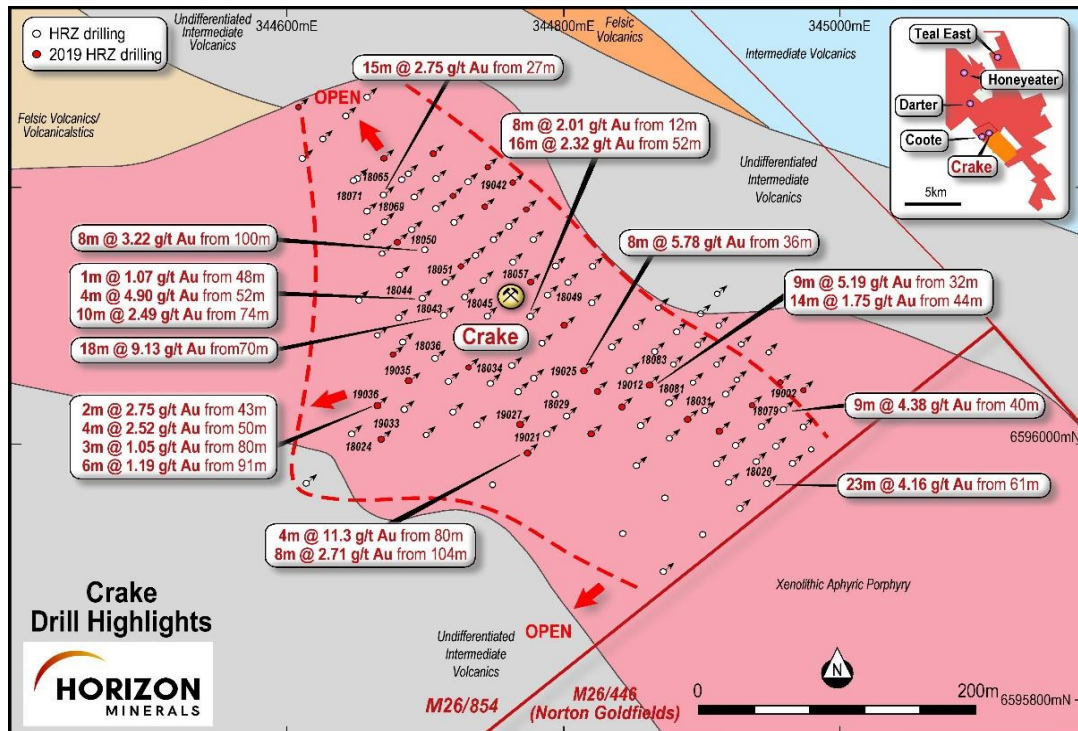 344600mE
344800mE
345000mE
HRZ drilling
2019 HRZ drilling
Undifferentiated
Intermediate
Volcanics
Felsic
Volcanics
Intermediate Volcanics
Teal East
Honeyeater
Darter
Coote
Crake
5km
15m @ 2.75 g/t Au from 27m
OPEN
Felsic Volcanics/
Volcaniclastics
8m @ 2.01 g/t Au from 12m
16m @ 2.32 g/t Au from 52m
Undifferentiated
Intermediate
Volcanics
18065
18071
18069
19042
8m @ 3.22 g/t Au from 100m
18050
8m @ 5.78 g/t Au from 36m
18051
18057
1m @ 1.07 g/t Au from 48m
4m @ 4.90 g/t Au from 52m
10m @ 2.49 g/t Au from 74m
9m @ 5.19 g/t Au from 32m
14m @ 1.75 g/t Au from 44m
18044
18043
18045
18049
Crake
18m @ 9.13 g/t Au from70m
18036
18034
18083
19035
19025
19012
18081
19002
19036
18029
18031
18079
2m @ 2.75 g/t Au from 43m
4m @ 2.52 g/t Au from 50m
3m @ 1.05 g/t Au from 80m
6m @ 1.19 g/t Au from 91m
9m @ 4.38 g/t Au from 40m
19033
19027
19021
18024
6596000mN
18020
23m @ 4.16 g/t Au from 61m
4m @ 11.3 g/t Au from 80m
8m @ 2.71 g/t Au from 104m
Xenolithic Aphyric Porphyry
Crake
Drill Highlights
OPEN
Undifferentiated
Intermediate
Volcanics
HORIZON
MINERALS
M26/854
M26/446
(Norton Goldfields)
N
0
200m
6595800mN